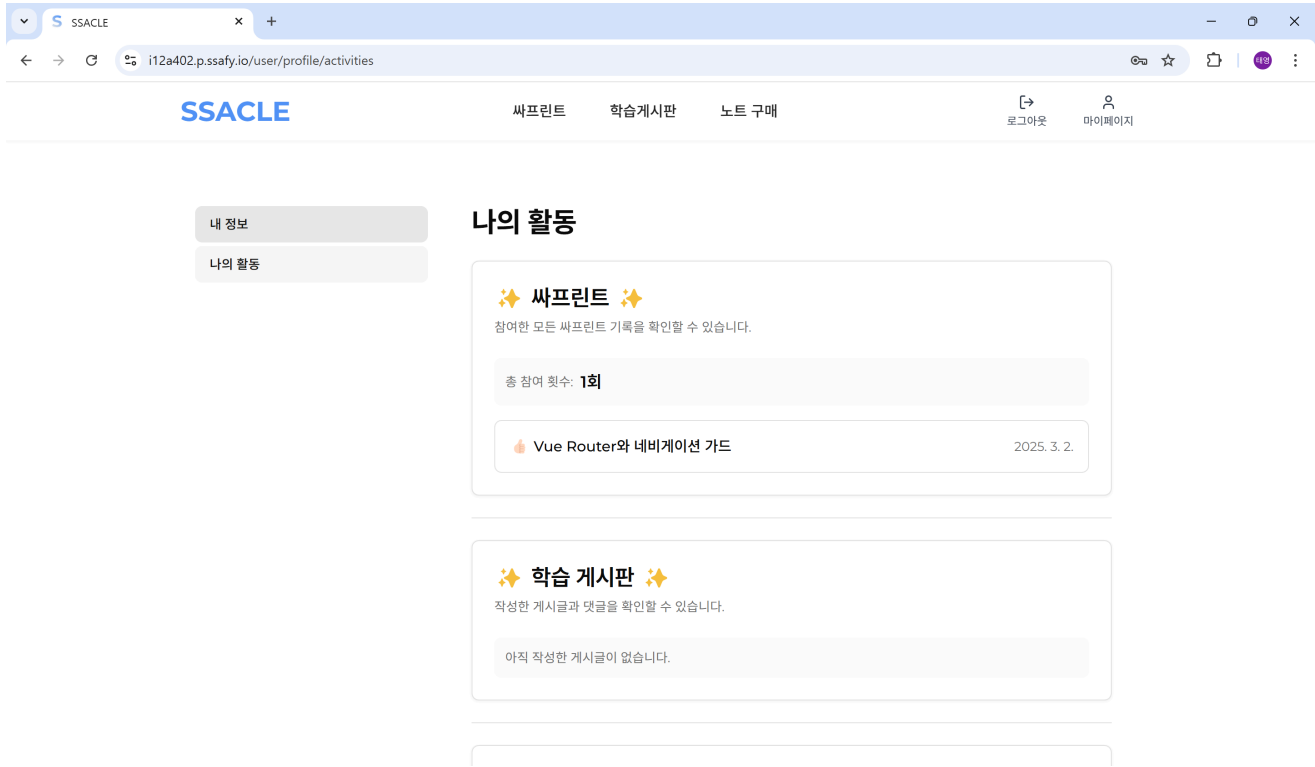 SSACLE
i12a402.p.ssafy.io/user/profile/activities
태영
SSACLE
싸프린트
학습게시판
노트 구매
로그아웃
마이페이지
내 정보
나의 활동
나의 활동
✨ 싸프린트 ✨
참여한 모든 싸프린트 기록을 확인할 수 있습니다.
총 참여 횟수: 1회
👍🏻 Vue Router와 네비게이션 가드
2025. 3. 2.
✨ 학습 게시판 ✨
작성한 게시글과 댓글을 확인할 수 있습니다.
아직 작성한 게시글이 없습니다.